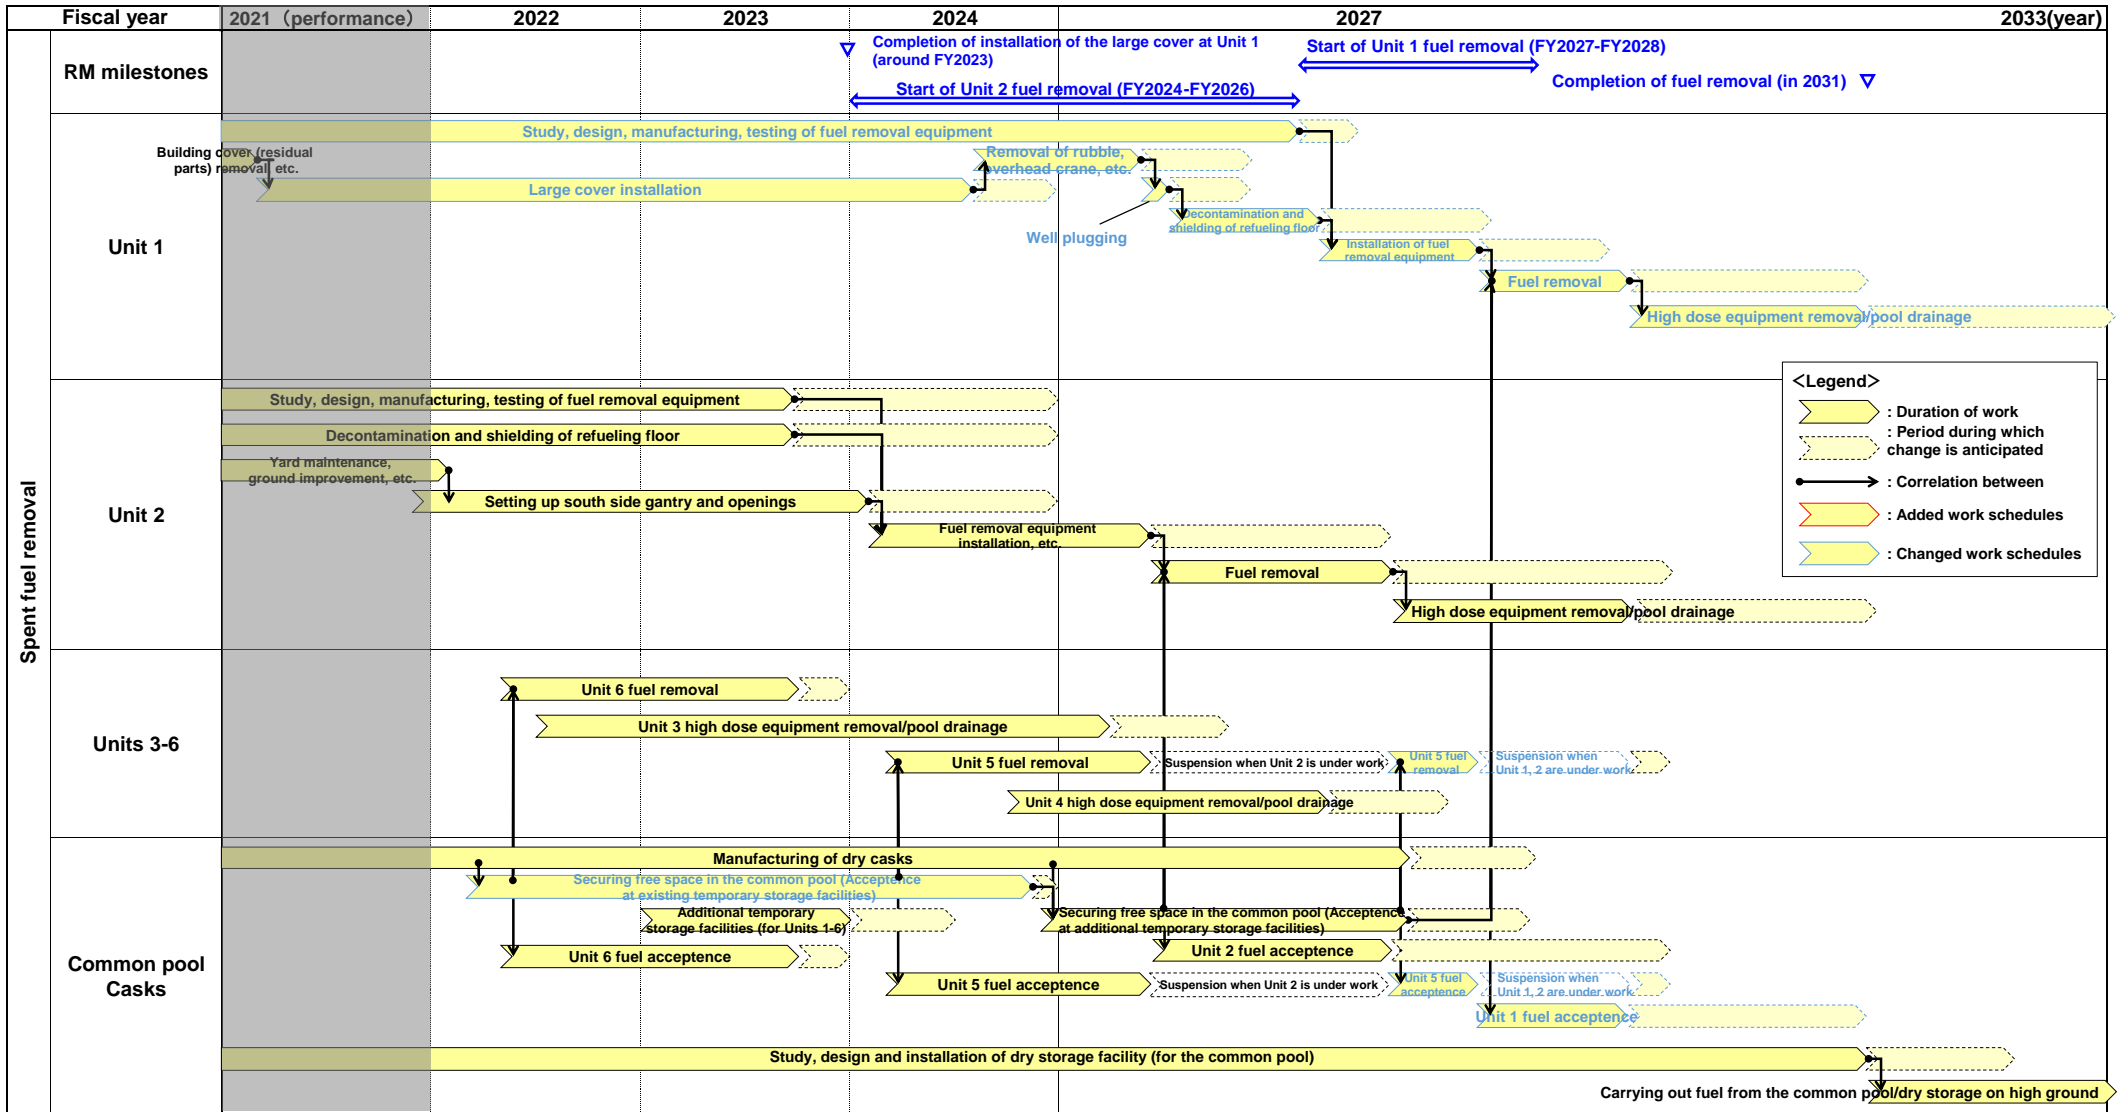 Fiscal year
2021（performance）
2022
2023
2024
2027
2033(year)
RM milestones
Completion of installation of the large cover at Unit 1
(around FY2023)
Start of Unit 1 fuel removal (FY2027-FY2028)
Completion of fuel removal (in 2031)
Start of Unit 2 fuel removal (FY2024-FY2026)
Spent fuel removal
Unit 1
Study, design, manufacturing, testing of fuel removal equipment
Building cover (residual
parts) removal, etc.
Removal of rubble,
overhead crane, etc.
Large cover installation
Well plugging
Decontamination and
shielding of refueling floor
Installation of fuel
removal equipment
Fuel removal
High dose equipment removal/pool drainage
<Legend>
: Duration of work
: Period during which
change is anticipated
: Correlation between
: Added work schedules
: Changed work schedules
Unit 2
Study, design, manufacturing, testing of fuel removal equipment
Decontamination and shielding of refueling floor
Yard maintenance,
ground improvement, etc.
Setting up south side gantry and openings
Fuel removal equipment
installation, etc.
Fuel removal
High dose equipment removal/pool drainage
Units 3-6
Unit 6 fuel removal
Unit 3 high dose equipment removal/pool drainage
Unit 5 fuel removal
Suspension when Unit 2 is under work
Unit 5 fuel
removal
Suspension when
Unit 1, 2 are under work
Unit 4 high dose equipment removal/pool drainage
Common pool
Casks
Manufacturing of dry casks
Securing free space in the common pool (Acceptence
at existing temporary storage facilities)
Additional temporary
storage facilities (for Units 1-6)
Securing free space in the common pool (Acceptence
at additional temporary storage facilities)
Unit 6 fuel acceptence
Unit 2 fuel acceptence
Unit 5 fuel acceptence
Suspension when Unit 2 is under work
Unit 5 fuel
acceptence
Suspension when
Unit 1, 2 are under work
Unit 1 fuel acceptence
Study, design and installation of dry storage facility (for the common pool)
Carrying out fuel from the common pool/dry storage on high ground